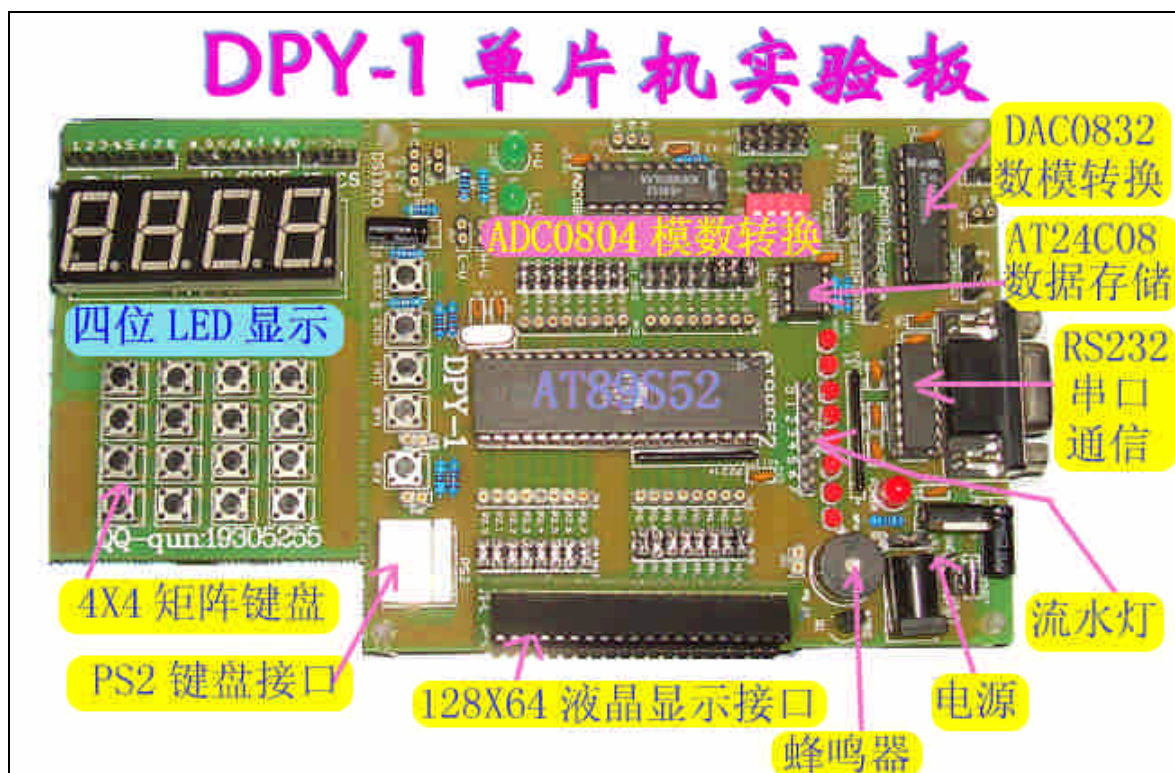 DPY-1 单片机实验板
DAC0832
数模转换
ADC0804 模数转换
AT24C08
数据存储
四位 LED 显示
RS232
串口
通信
DPY-1
AT89S52
QQ-qun:19305255
4X4 矩阵键盘
流水灯
PS2 键盘接口
128X64 液晶显示接口
电源
蜂鸣器